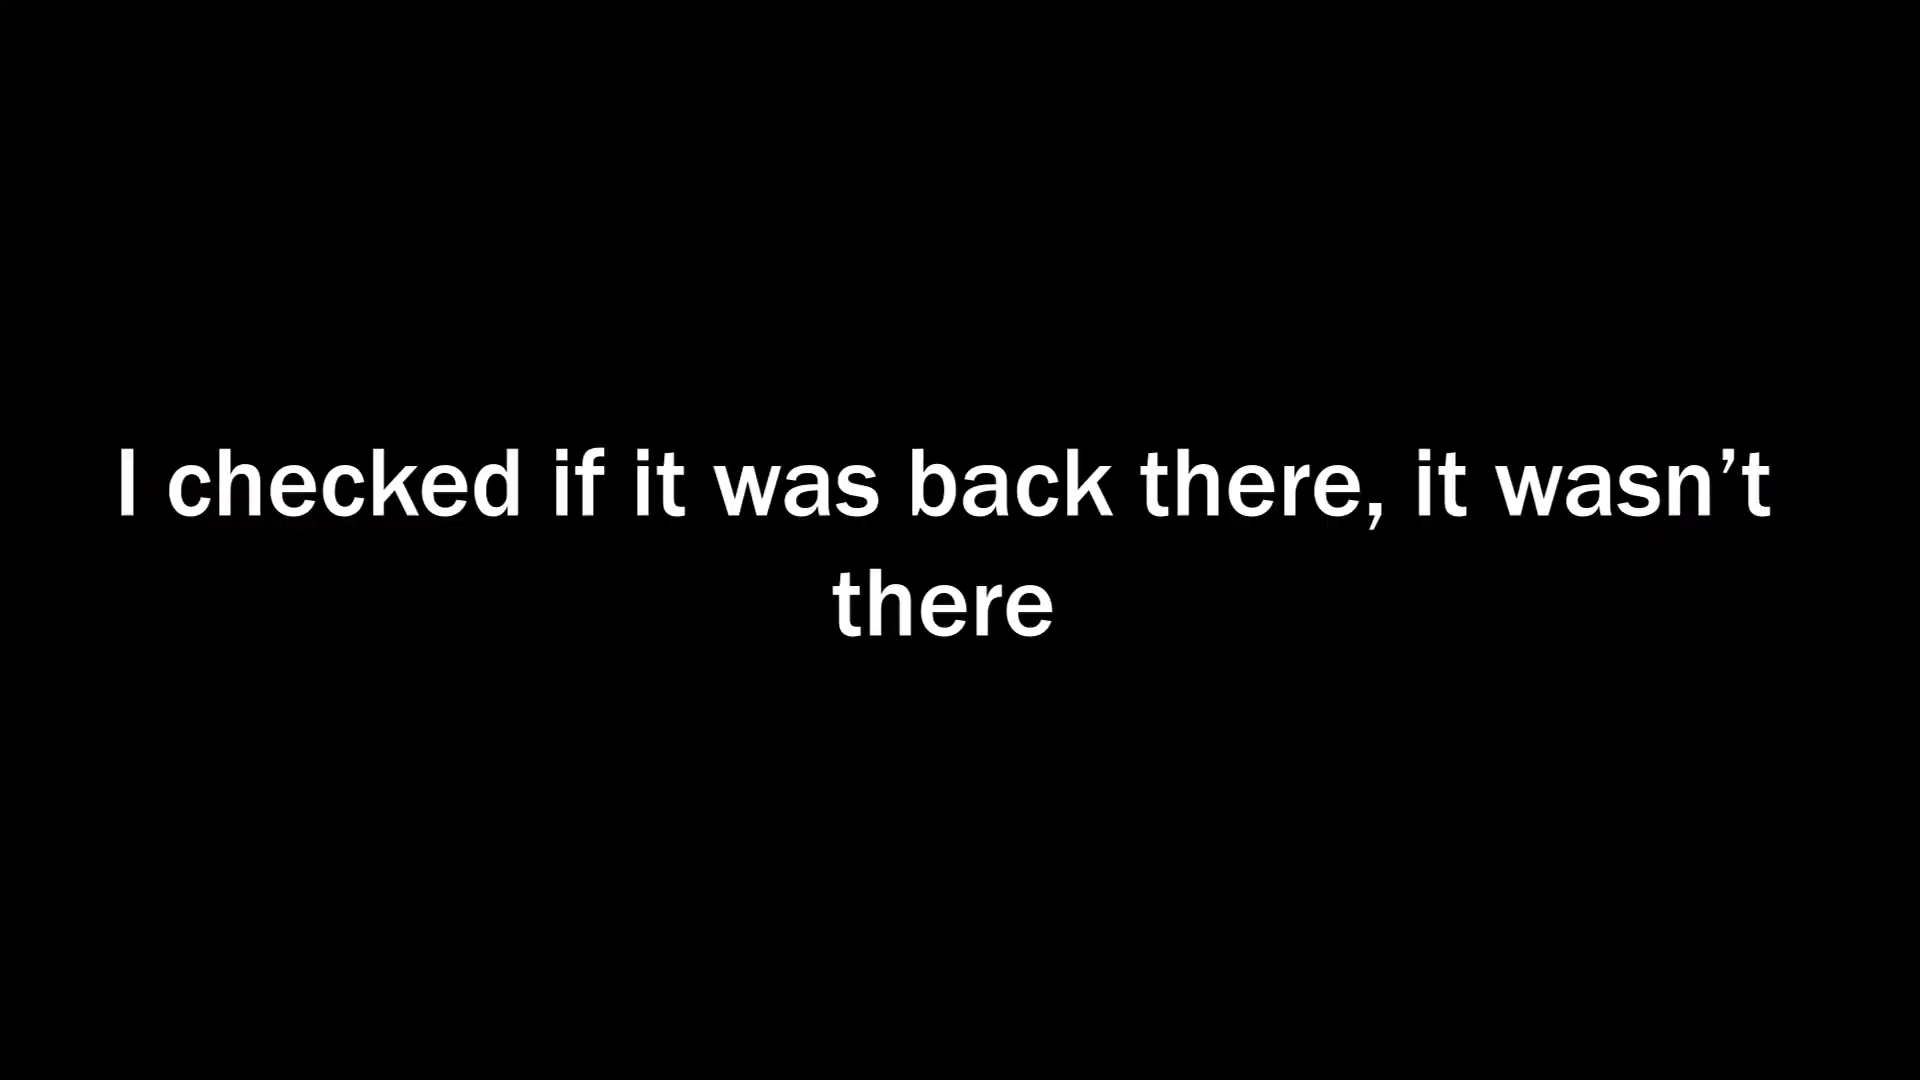 I checked if it was back there, it wasn’t
there